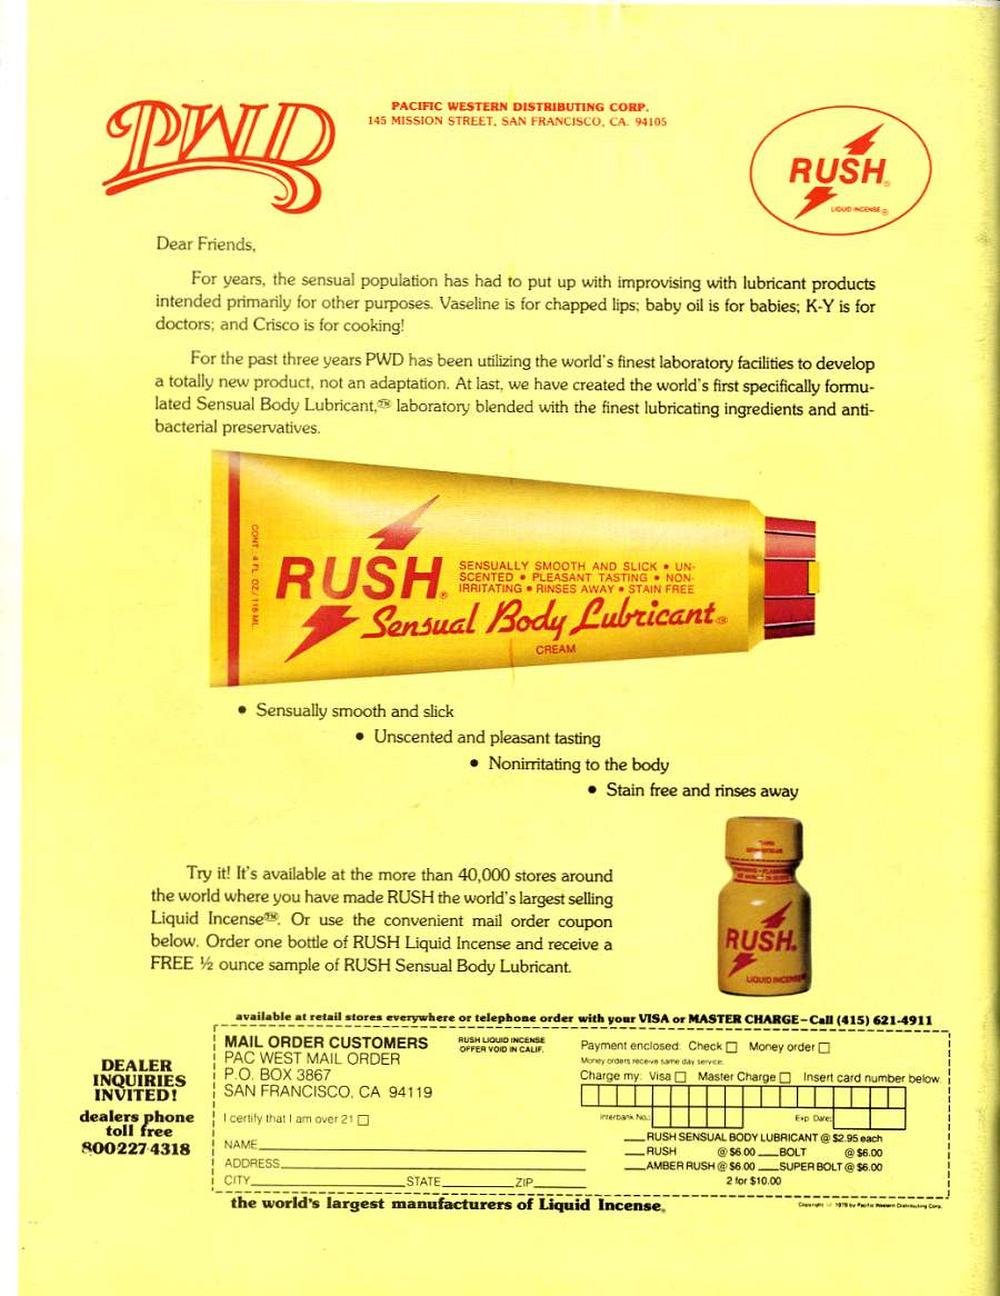 PWD
PACIFIC WESTERN DISTRIBUTING CORP.
145 MISSION STREET, SAN FRANCISCO, CA. 94105
RUSH®
LIQUID INCENSE®
Dear Friends,
For years, the sensual population has had to put up with improvising with lubricant products
intended primarily for other purposes. Vaseline is for chapped lips; baby oil is for babies; K-Y is for
doctors; and Crisco is for cooking!
For the past three years PWD has been utilizing the world's finest laboratory facilities to develop
a totally new product, not an adaptation. At last, we have created the world's first specifically formu-
lated Sensual Body Lubricant,™ laboratory blended with the finest lubricating ingredients and anti-
bacterial preservatives.
CONT: 4 FL. OZ/116 ML.
RUSH®
SENSUALLY SMOOTH AND SLICK • UN-
SCENTED • PLEASANT TASTING • NON-
IRRITATING • RINSES AWAY • STAIN FREE
Sensual Body Lubricant™
CREAM
• Sensually smooth and slick
• Unscented and pleasant tasting
• Nonirritating to the body
• Stain free and rinses away
Try it! It's available at the more than 40,000 stores around
the world where you have made RUSH the world's largest selling
Liquid Incense™. Or use the convenient mail order coupon
below. Order one bottle of RUSH Liquid Incense and receive a
FREE ½ ounce sample of RUSH Sensual Body Lubricant.
RUSH®
LIQUID INCENSE
available at retail stores everywhere or telephone order with your VISA or MASTER CHARGE–Call (415) 621-4911
DEALER
INQUIRIES
INVITED!
dealers phone
toll free
800 227 4318
MAIL ORDER CUSTOMERS
PAC WEST MAIL ORDER
P.O. BOX 3867
SAN FRANCISCO, CA 94119
RUSH LIQUID INCENSE
OFFER VOID IN CALIF.
I certify that I am over 21
NAME
ADDRESS
CITY STATE ZIP
Payment enclosed: Check Money order
Money orders receive same day service.
Charge my: Visa Master Charge Insert card number below.
Interbank No.: Exp Date:
RUSH SENSUAL BODY LUBRICANT @ $2.95 each
RUSH @ $6.00 BOLT @ $6.00
AMBER RUSH @ $6.00 SUPER BOLT @ $6.00
2 for $10.00
the world's largest manufacturers of Liquid Incense®
Copyright 1979 by Pacific Western Distributing Corp.